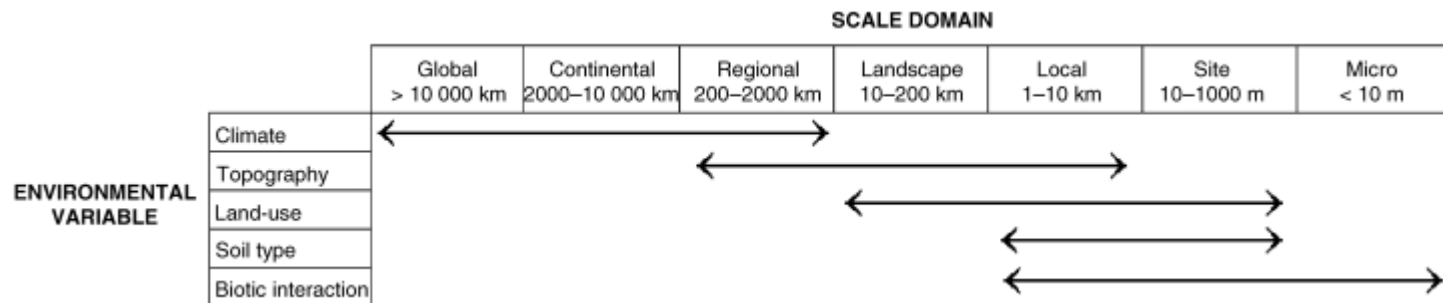 SCALE DOMAIN
Global Continental Regional Landscape Local Site Micro
> 10 000 km 2000–10 000 km 200–2000 km 10–200 km 1–10 km 10–1000 m < 10 m
Climate
Topography
ENVIRONMENTAL
VARIABLE
Land-use
Soil type
Biotic interaction